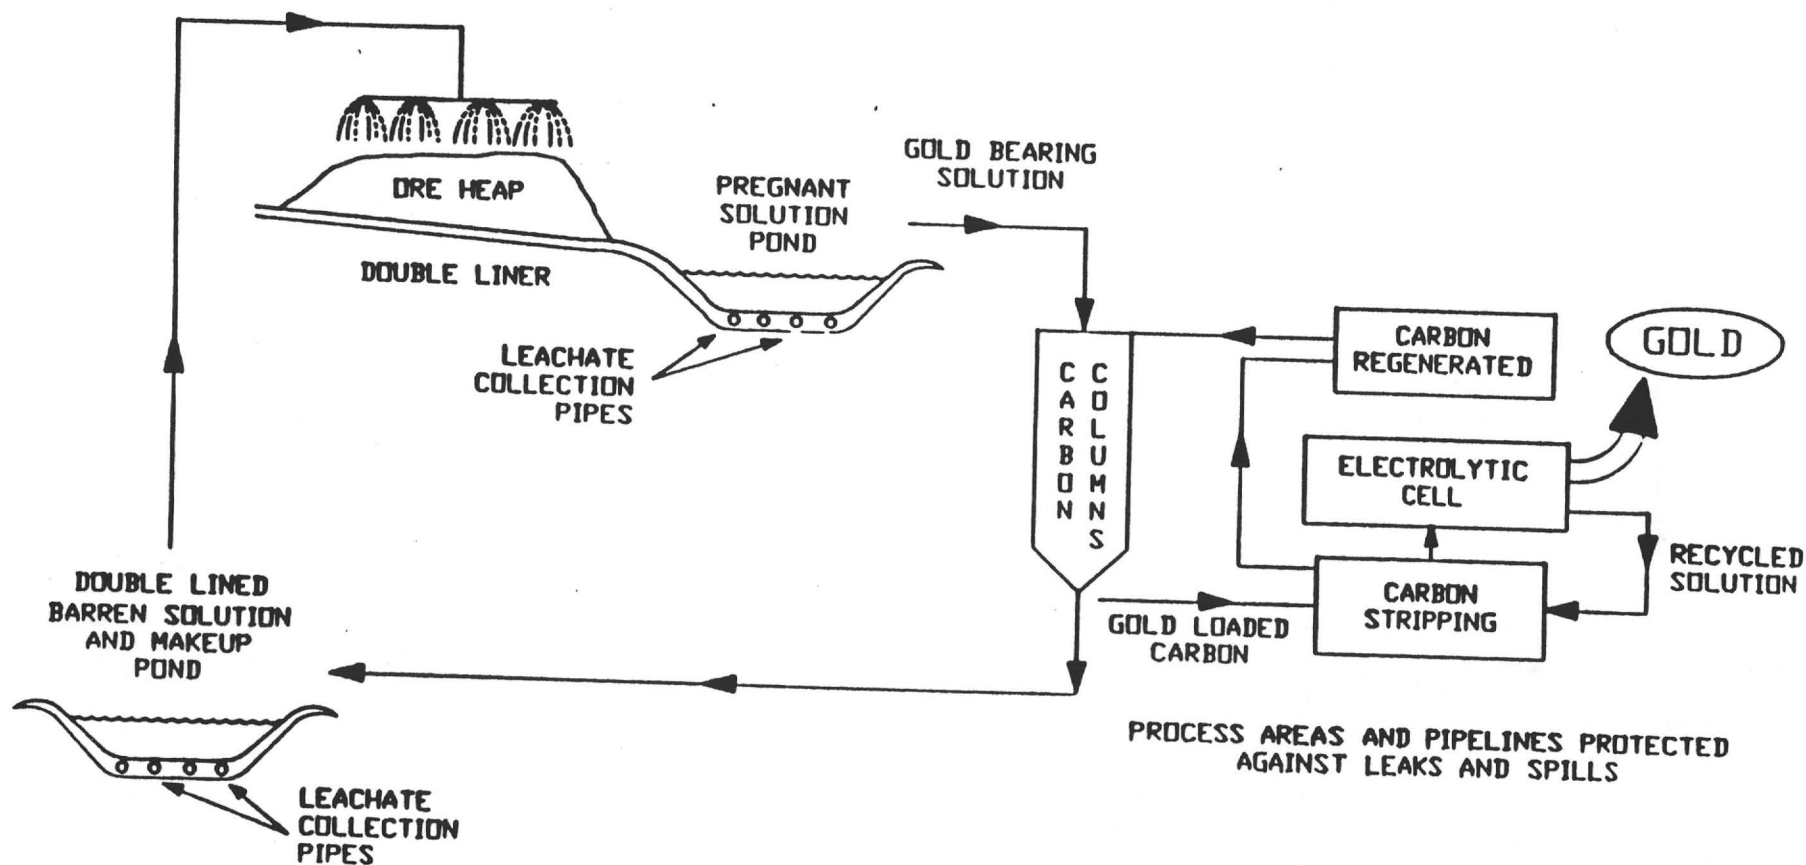 ORE HEAP
DOUBLE LINER
PREGNANT
SOLUTION
POND
GOLD BEARING
SOLUTION
LEACHATE
COLLECTION
PIPES
CARBON
COLUMNS
CARBON
REGENERATED
GOLD
ELECTROLYTIC
CELL
RECYCLED
SOLUTION
CARBON
STRIPPING
GOLD LOADED
CARBON
DOUBLE LINED
BARREN SOLUTION
AND MAKEUP
POND
LEACHATE
COLLECTION
PIPES
PROCESS AREAS AND PIPELINES PROTECTED
AGAINST LEAKS AND SPILLS